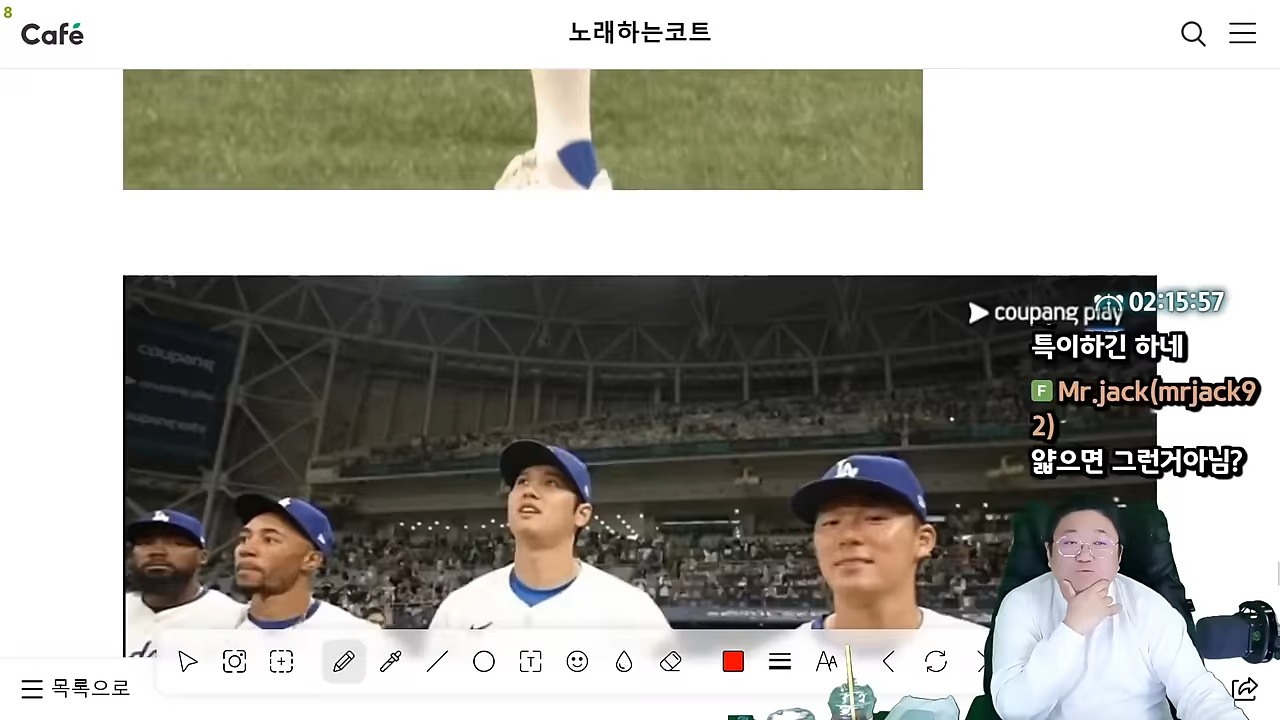 8
Café
노래하는코트
coupang play
02:15:57
특이하긴 하네
F Mr.jack(mrjack9
2)
얇으면 그런거아님?
coupang
LA
T
AA
목록으로